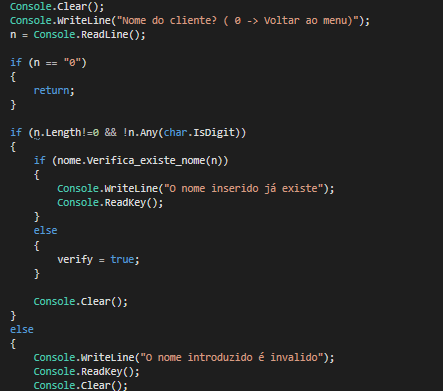 Console.Clear();
Console.WriteLine("Nome do cliente? ( 0 -> Voltar ao menu)");
n = Console.ReadLine();
if (n == "0")
{
return;
}
if (n.Length!=0 && !n.Any(char.IsDigit))
{
if (nome.Verifica_existe_nome(n))
{
Console.WriteLine("O nome inserido já existe");
Console.ReadKey();
}
else
{
verify = true;
}
Console.Clear();
}
else
{
Console.WriteLine("O nome introduzido é invalido");
Console.ReadKey();
Console.Clear();